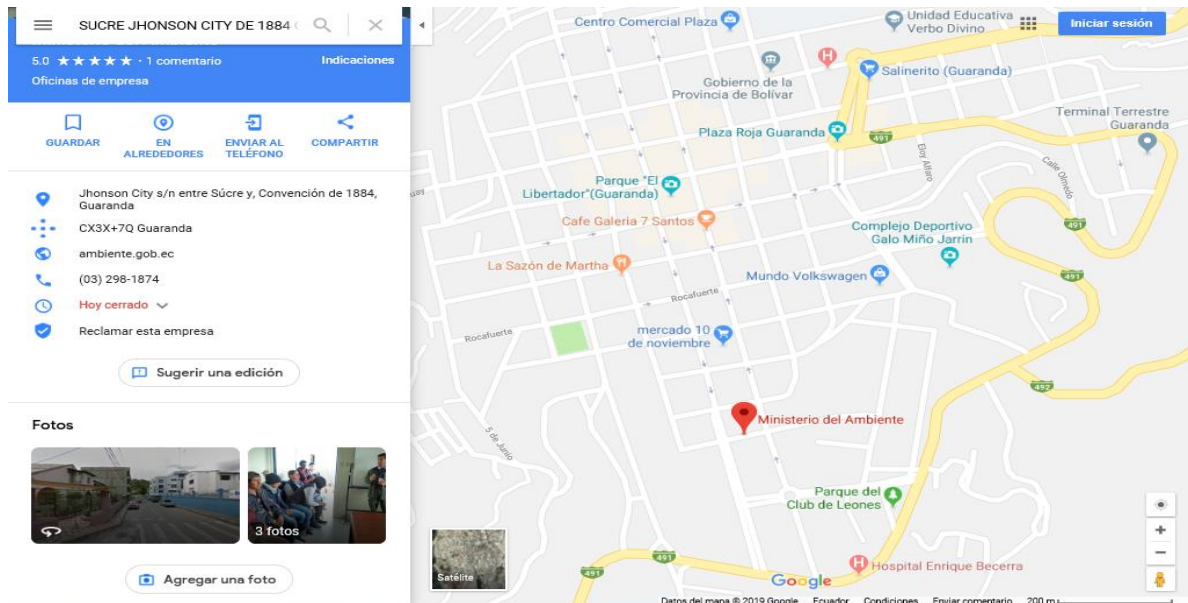 SUCRE JHONSON CITY DE 1884
5.0 ★★★★★ · 1 comentario
Indicaciones
Oficinas de empresa
GUARDAR
EN ALREDEDORES
ENVIAR AL TELÉFONO
COMPARTIR
Jhonson City s/n entre Súcre y, Convención de 1884,
Guaranda
CX3X+7Q Guaranda
ambiente.gob.ec
(03) 298-1874
Hoy cerrado
Reclamar esta empresa
Sugerir una edición
Fotos
3 fotos
Agregar una foto
Centro Comercial Plaza
Unidad Educativa
Verbo Divino
Iniciar sesión
H
Salinerito (Guaranda)
Gobierno de la
Provincia de Bolívar
Terminal Terrestre
Guaranda
Plaza Roja Guaranda
491
Eloy Alfaro
Calle Olmedo
Parque "El
Libertador"(Guaranda)
Cafe Galeria 7 Santos
Complejo Deportivo
Galo Miño Jarrin
491
La Sazón de Martha
Mundo Volkswagen
491
Rocafuerte
Rocafuerte
mercado 10
de noviembre
492
Ministerio del Ambiente
5 de Junio
Parque del
Club de Leones
Satélite
491
491
H
Hospital Enrique Becerra
Google
Datos del mapa © 2019 Google
Ecuador
Condiciones
Enviar comentario
200 m